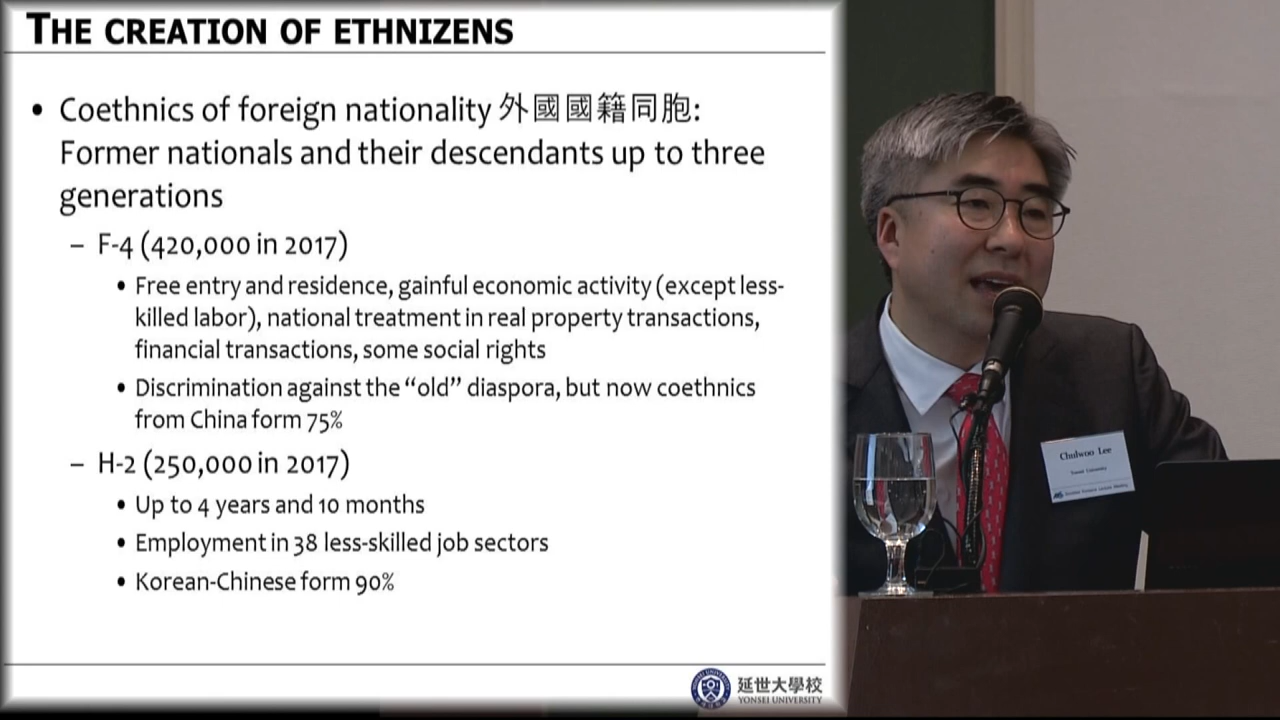 THE CREATION OF ETHNIZENS
• Coethnics of foreign nationality 外國國籍同胞:
Former nationals and their descendants up to three
generations
– F-4 (420,000 in 2017)
• Free entry and residence, gainful economic activity (except less-
killed labor), national treatment in real property transactions,
financial transactions, some social rights
• Discrimination against the “old” diaspora, but now coethnics
from China form 75%
– H-2 (250,000 in 2017)
• Up to 4 years and 10 months
• Employment in 38 less-skilled job sectors
• Korean-Chinese form 90%
延世大學校
YONSEI UNIVERSITY
Chulwoo Lee
Yonsei University